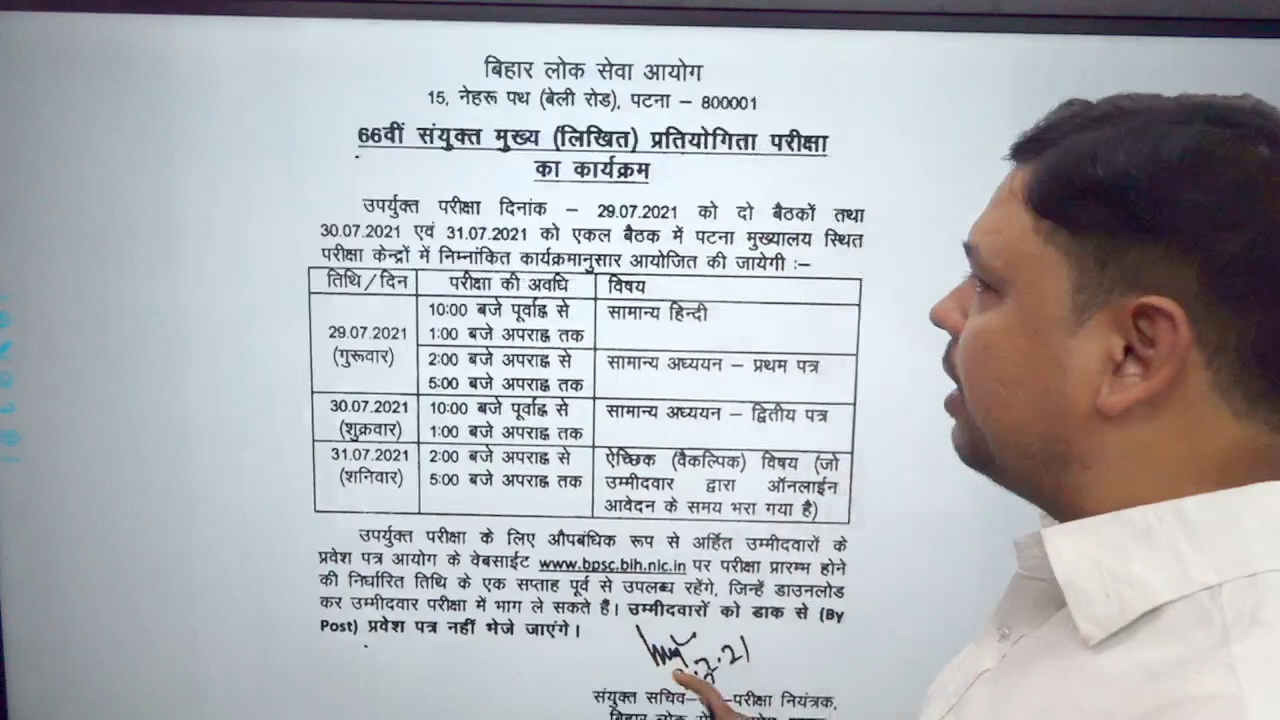 बिहार लोक सेवा आयोग
15, नेहरू पथ (बेली रोड), पटना – 800001
66वीं संयुक्त मुख्य (लिखित) प्रतियोगिता परीक्षा
का कार्यक्रम
उपर्युक्त परीक्षा दिनांक – 29.07.2021 को दो बैठकों तथा
30.07.2021 एवं 31.07.2021 को एकल बैठक में पटना मुख्यालय स्थित
परीक्षा केन्द्रों में निम्नांकित कार्यक्रमानुसार आयोजित की जायेगी :–
तिथि/दिन परीक्षा की अवधि विषय
29.07.2021 (गुरूवार) 10:00 बजे पूर्वाह्न से सामान्य हिन्दी
1:00 बजे अपराह्न तक
2:00 बजे अपराह्न से सामान्य अध्ययन – प्रथम पत्र
5:00 बजे अपराह्न तक
30.07.2021 10:00 बजे पूर्वाह्न से सामान्य अध्ययन – द्वितीय पत्र
(शुक्रवार) 1:00 बजे अपराह्न तक
31.07.2021 2:00 बजे अपराह्न से ऐच्छिक (वैकल्पिक) विषय (जो
(शनिवार) 5:00 बजे अपराह्न तक उम्मीदवार द्वारा ऑनलाईन
आवेदन के समय भरा गया है)
उपर्युक्त परीक्षा के लिए औपबंधिक रूप से अर्हित उम्मीदवारों के
प्रवेश पत्र आयोग के वेबसाईट www.bpsc.bih.nic.in पर परीक्षा प्रारम्भ होने
की निर्धारित तिथि के एक सप्ताह पूर्व से उपलब्ध रहेंगे, जिन्हें डाउनलोड
कर उम्मीदवार परीक्षा में भाग ले सकते हैं। उम्मीदवारों को डाक से (By
Post) प्रवेश पत्र नहीं भेजे जाएंगे।
संयुक्त सचिव– –परीक्षा नियंत्रक,
बिहार लोक